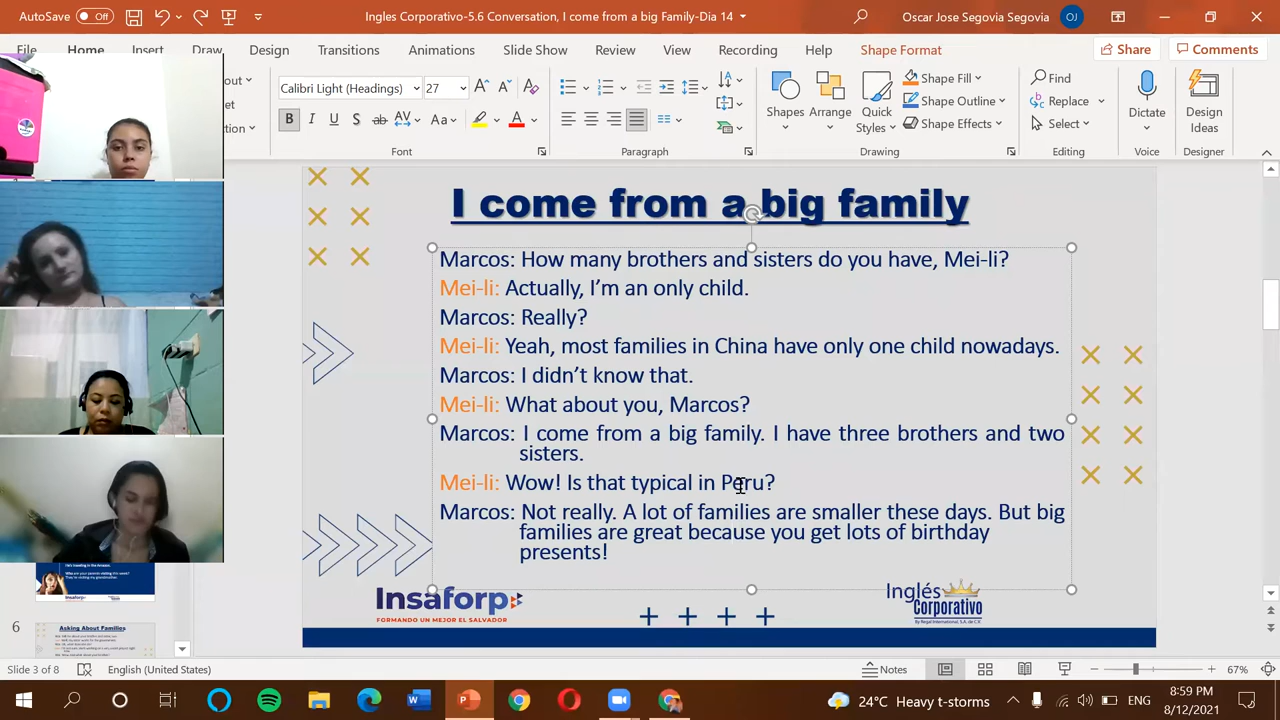 AutoSave Off Ingles Corporativo-5.6 Conversation, I come from a big Family-Dia 14 Oscar Jose Segovia Segovia OJ
File Home Insert Draw Design Transitions Animations Slide Show Review View Recording Help Shape Format Share Comments
Calibri Light (Headings) 27
Shapes Arrange Quick Styles Shape Fill Shape Outline Shape Effects Find Replace Select Dictate Design Ideas
Font Paragraph Drawing Editing Voice Designer
I come from a big family
Marcos: How many brothers and sisters do you have, Mei-li?
Mei-li: Actually, I'm an only child.
Marcos: Really?
Mei-li: Yeah, most families in China have only one child nowadays.
Marcos: I didn't know that.
Mei-li: What about you, Marcos?
Marcos: I come from a big family. I have three brothers and two
sisters.
Mei-li: Wow! Is that typical in Peru?
Marcos: Not really. A lot of families are smaller these days. But big
families are great because you get lots of birthday
presents!
Insaforp
FORMANDO UN MEJOR EL SALVADOR
Inglés
Corporativo
By Regal International, S.A. de C.V.
6
Asking About Families
Slide 3 of 8 English (United States) Notes 67%
24°C Heavy t-storms ENG 8:59 PM
8/12/2021